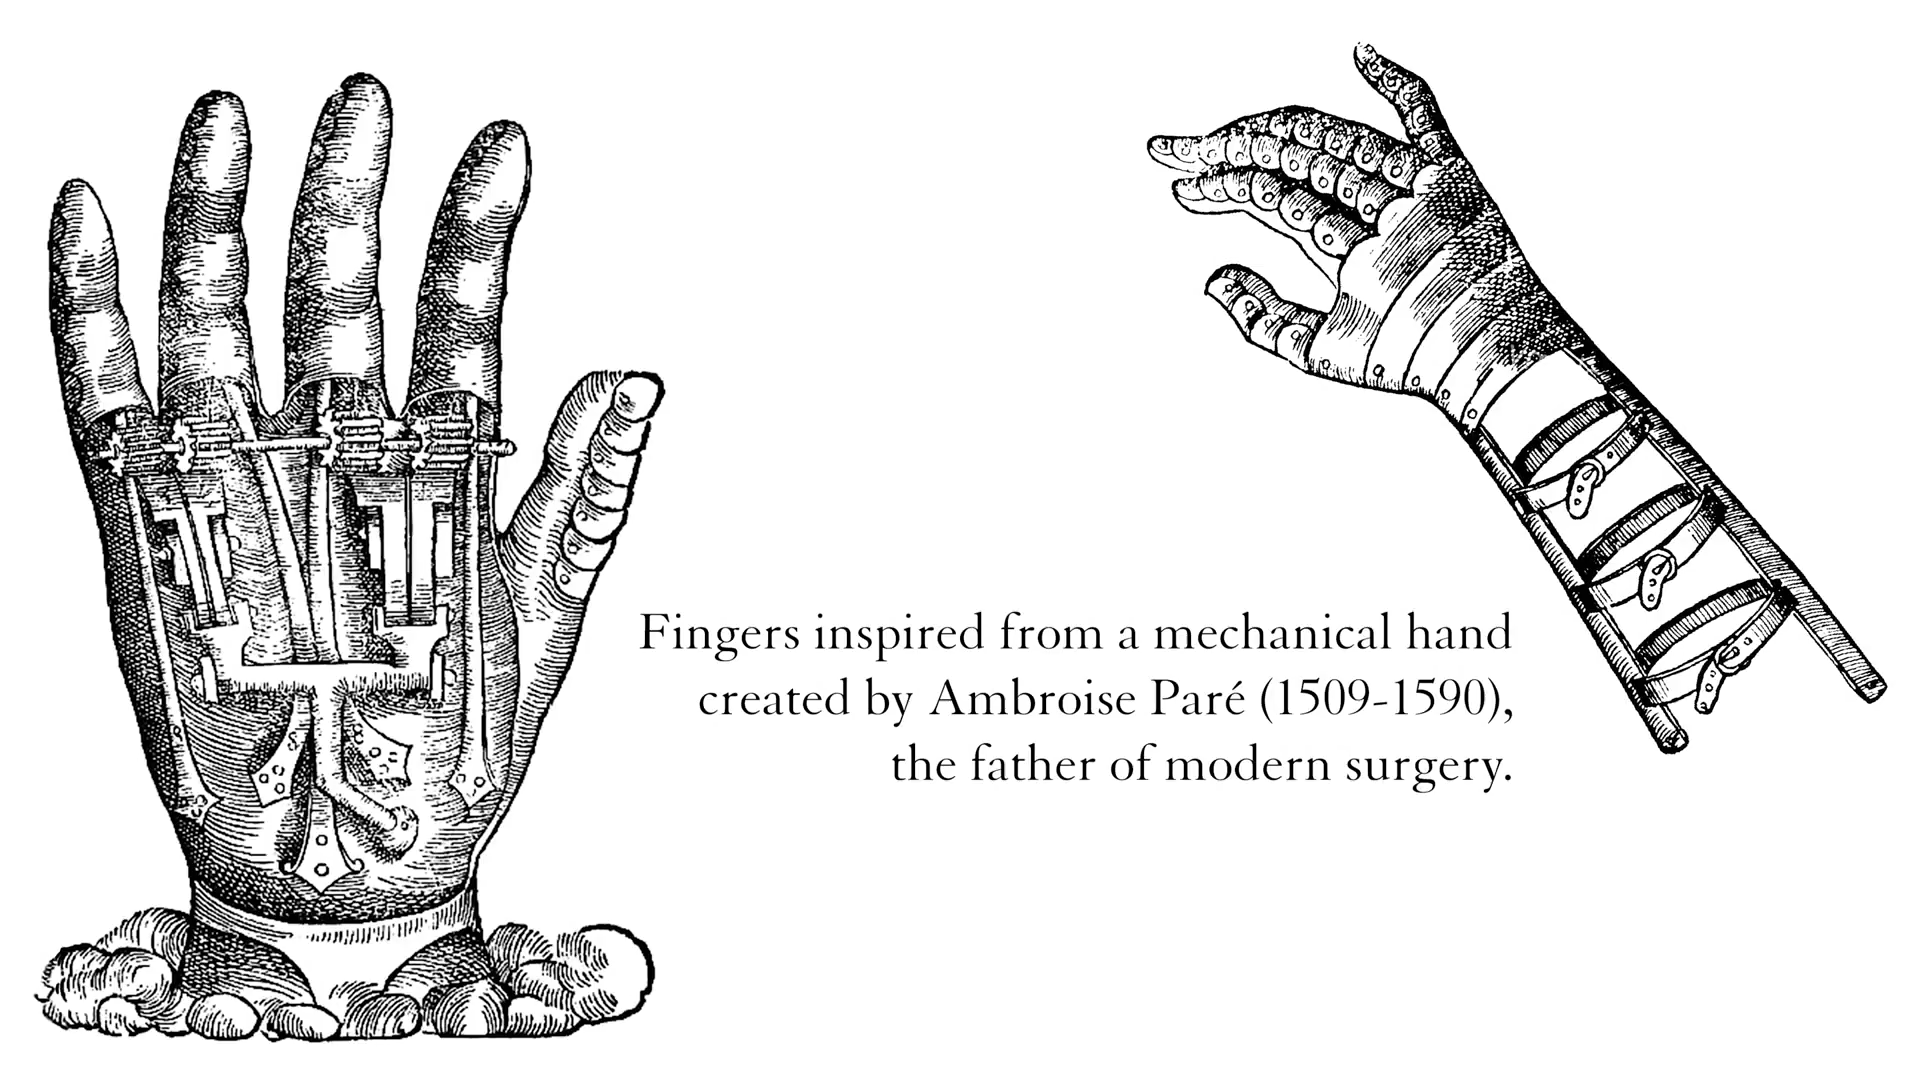 Fingers inspired from a mechanical hand
created by Ambroise Paré (1509-1590),
the father of modern surgery.